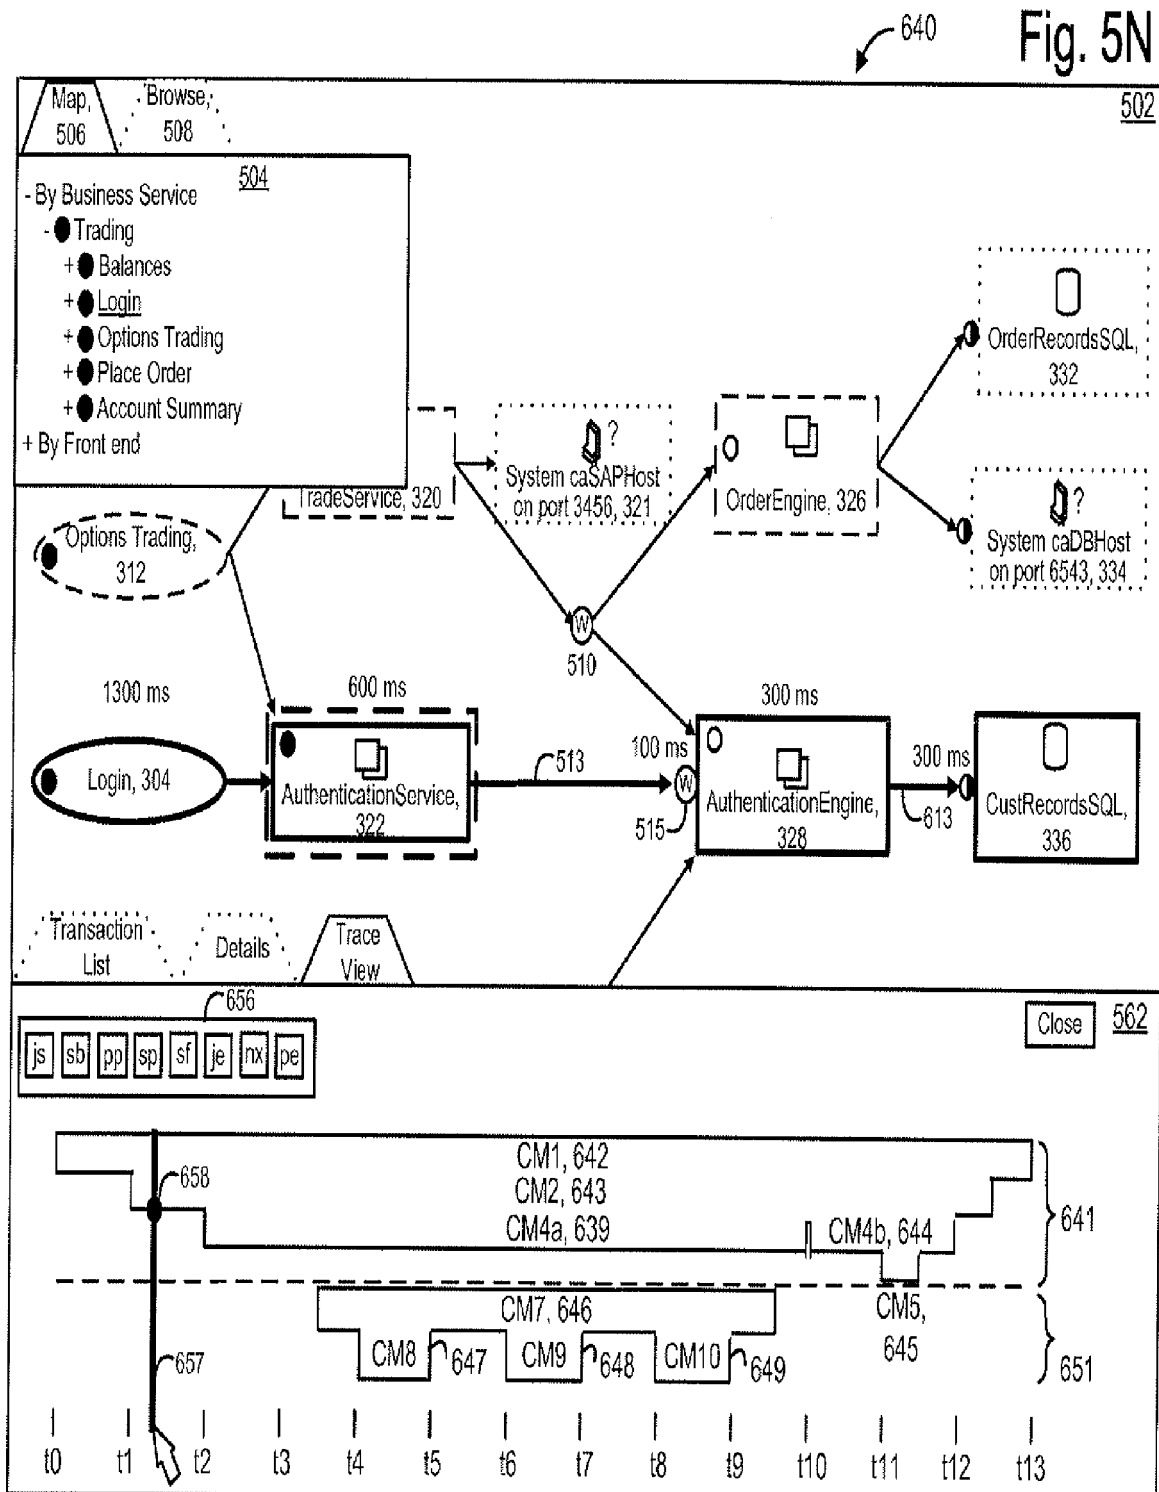 640
Fig. 5N
Map,
506
Browse,
508
502
504
- By Business Service
- Trading
+ Balances
+ Login
+ Options Trading
+ Place Order
+ Account Summary
+ By Front end
TradeService, 320
?
System caSAPHost
on port 3456, 321
OrderEngine, 326
OrderRecordsSQL,
332
?
System caDBHost
on port 6543, 334
Options Trading,
312
W
510
1300 ms
600 ms
300 ms
100 ms
300 ms
Login, 304
AuthenticationService,
322
513
W
515
AuthenticationEngine,
328
613
CustRecordsSQL,
336
Transaction
List
Details
Trace
View
656
Close
562
js sb pp sp sf je nx pe
CM1, 642
658
CM2, 643
CM4a, 639
CM4b, 644
641
CM7, 646
CM5,
645
CM8
647
CM9
648
CM10
649
651
657
t0 t1 t2 t3 t4 t5 t6 t7 t8 t9 t10 t11 t12 t13